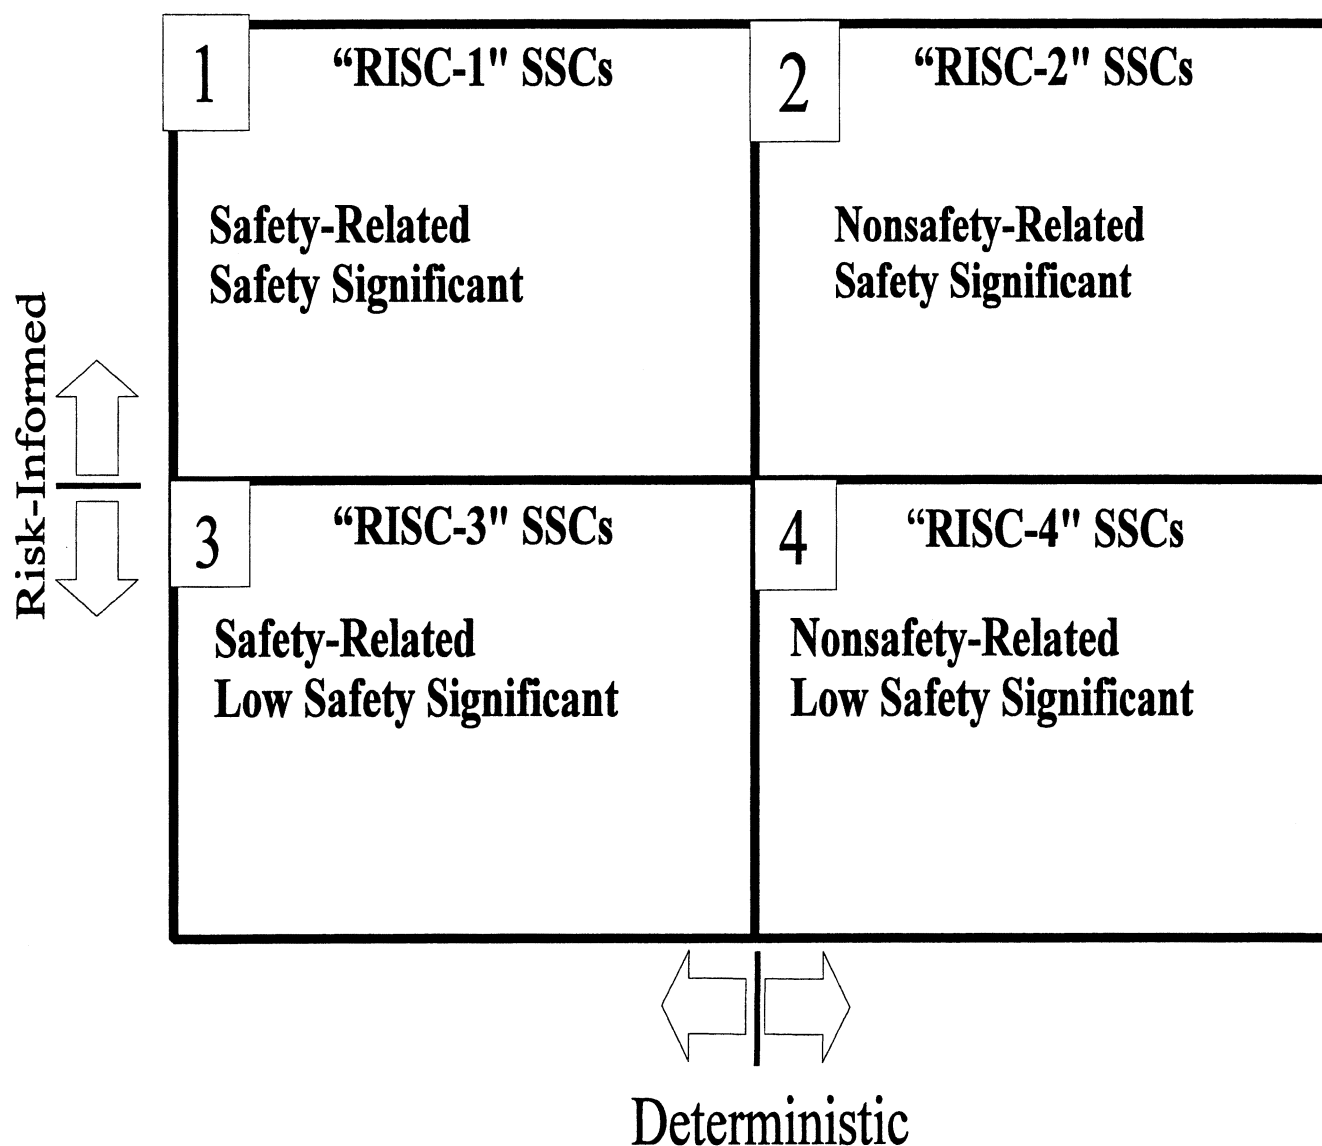 1
“RISC-1" SSCs
Safety-Related
Safety Significant
2
“RISC-2" SSCs
Nonsafety-Related
Safety Significant
Risk-Informed
3
“RISC-3" SSCs
Safety-Related
Low Safety Significant
4
“RISC-4" SSCs
Nonsafety-Related
Low Safety Significant
Deterministic